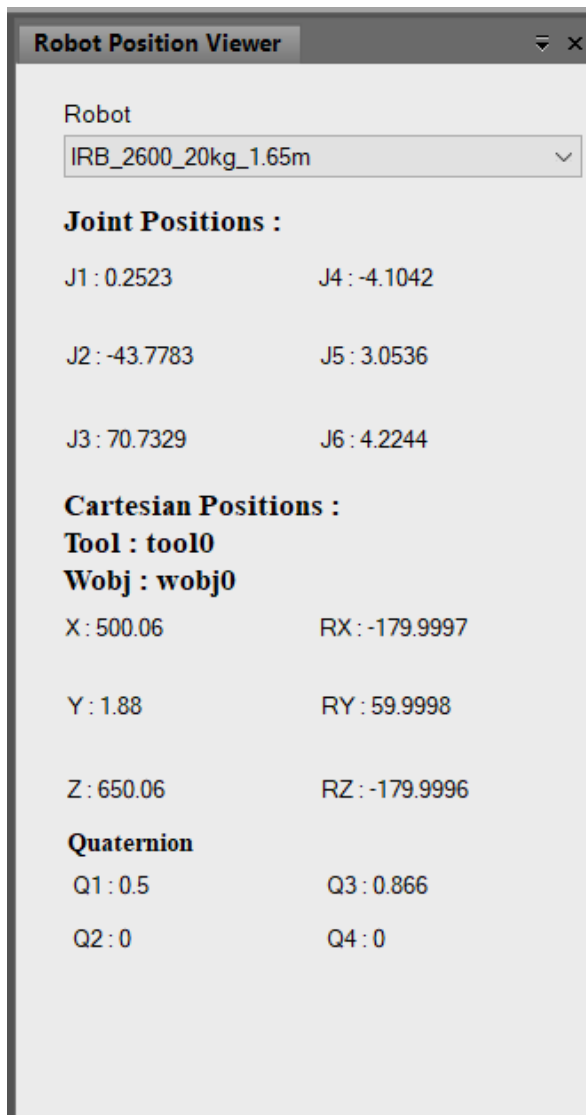 Robot Position Viewer
Robot
IRB_2600_20kg_1.65m
Joint Positions :
J1 : 0.2523 J4 : -4.1042
J2 : -43.7783 J5 : 3.0536
J3 : 70.7329 J6 : 4.2244
Cartesian Positions :
Tool : tool0
Wobj : wobj0
X : 500.06 RX : -179.9997
Y : 1.88 RY : 59.9998
Z : 650.06 RZ : -179.9996
Quaternion
Q1 : 0.5 Q3 : 0.866
Q2 : 0 Q4 : 0